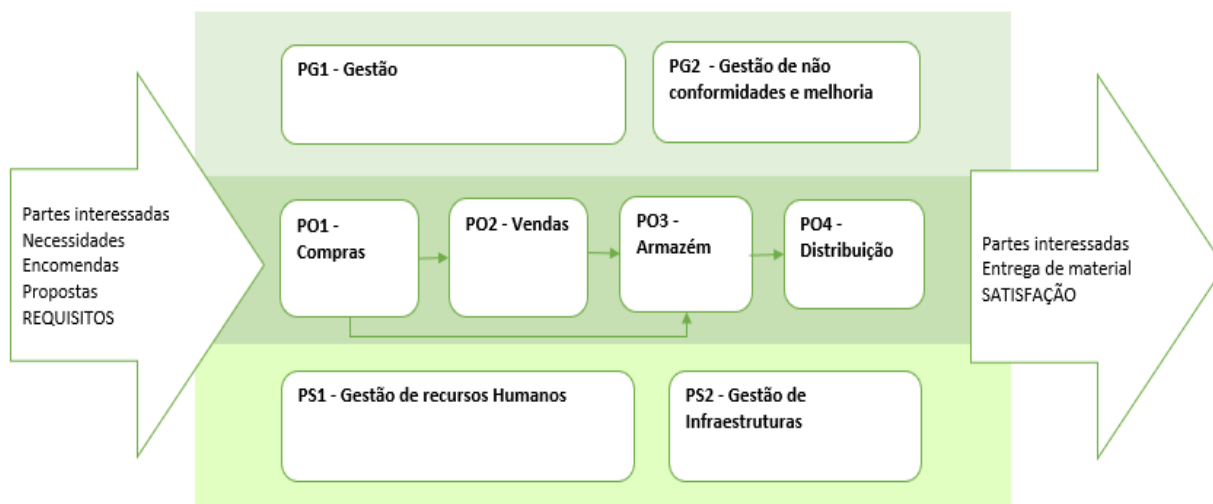 PG1 - Gestão
PG2 - Gestão de não
conformidades e melhoria
Partes interessadas
Necessidades
Encomendas
Propostas
REQUISITOS
PO1 -
Compras
PO2 - Vendas
PO3 -
Armazém
PO4 -
Distribuição
Partes interessadas
Entrega de material
SATISFAÇÃO
PS1 - Gestão de recursos Humanos
PS2 - Gestão de
Infraestruturas